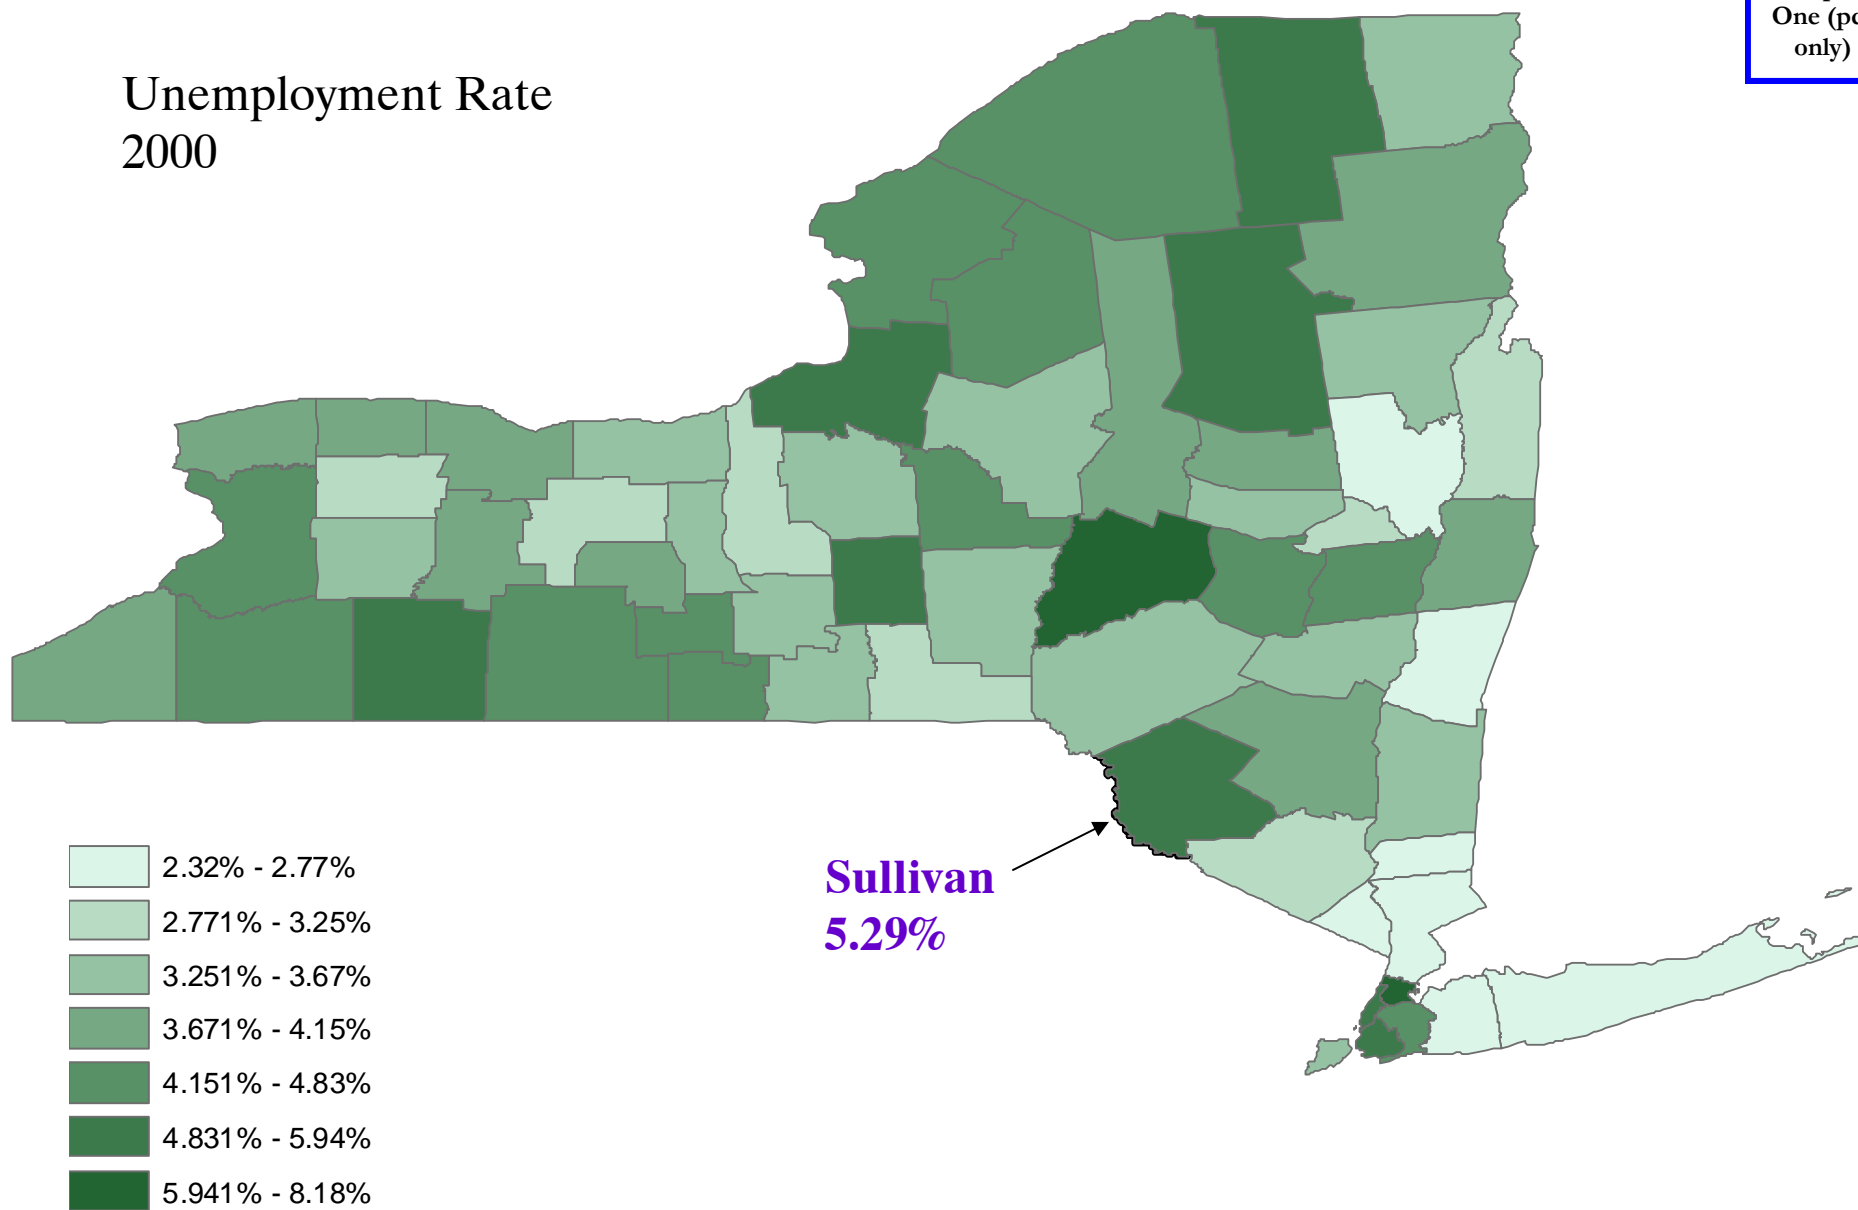 One (po
only)
Unemployment Rate
2000
Sullivan
5.29%
2.32% - 2.77%
2.771% - 3.25%
3.251% - 3.67%
3.671% - 4.15%
4.151% - 4.83%
4.831% - 5.94%
5.941% - 8.18%